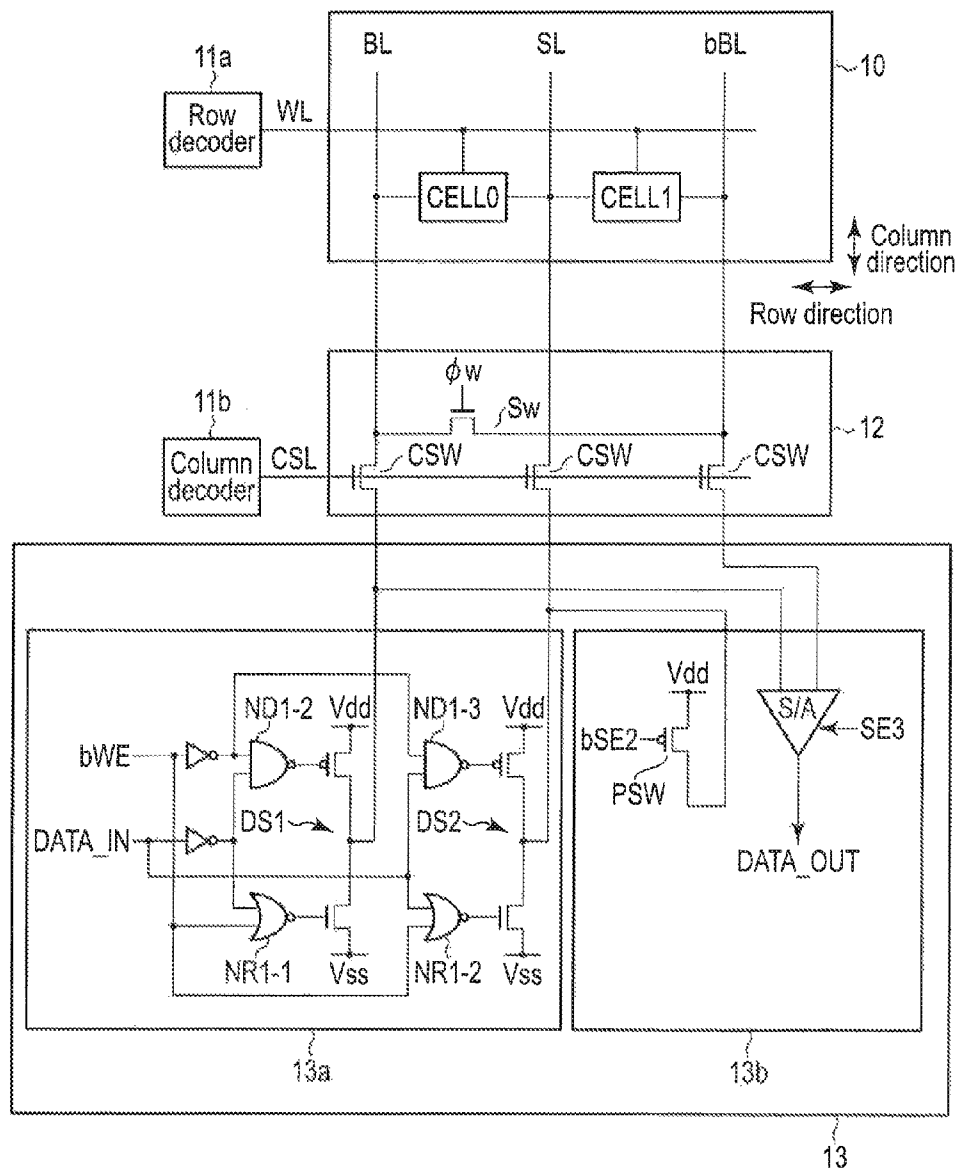 BL
SL
bBL
10
11a
Row
decoder
WL
CELL0
CELL1
Column
direction
Row direction
ϕw
Sw
12
11b
Column
decoder
CSL
CSW
CSW
CSW
ND1-2
Vdd
ND1-3
Vdd
bWE
DS1
DS2
DATA_IN
NR1-1
Vss
NR1-2
Vss
13a
Vdd
bSE2
PSW
S/A
SE3
DATA_OUT
13b
13